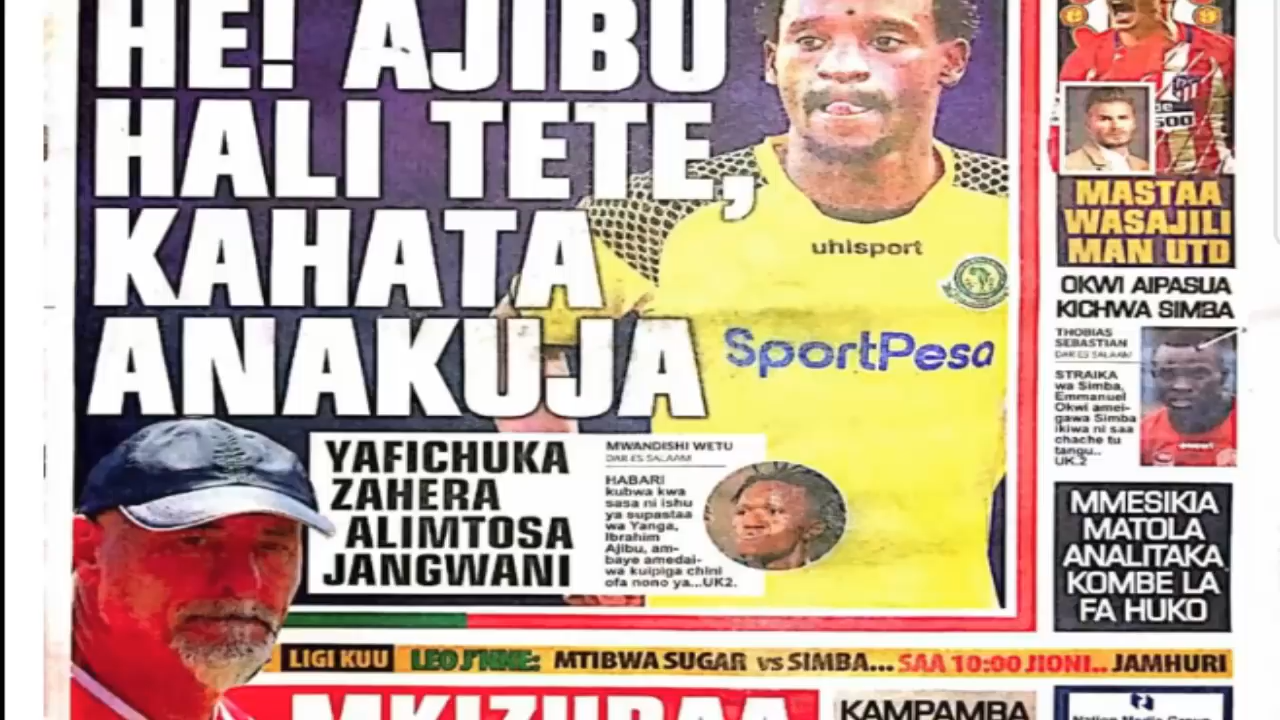 HE! AJIBU
HALI TETE,
KAHATA
ANAKUJA
uhlsport
SportPesa
YAFICHUKA
ZAHERA
ALIMTOSA
JANGWANI
MWANDISHI WETU
DAR ES SALAAM
HABARI
kubwa kwa
sasa ni ishu
ya supastaa
wa Yanga,
Ibrahim
Ajibu, am-
baye amedai-
wa kuipiga chini
ofa nono ya...UK2.
MASTAA
WASAJILI
MAN UTD
OKWI AIPASUA
KICHWA SIMBA
THOBIAS
SEBASTIAN
DAR ES SALAAM
STRAIKA
wa Simba,
Emmanuel
Okwi amei-
gawa Simba
ikiwa ni saa
chache tu
tangu..
UK.2
MMESIKIA
MATOLA
ANALITAKA
KOMBE LA
FA HUKO
LIGI KUU LEO J'NNE: MTIBWA SUGAR vs SIMBA... SAA 10:00 JIONI.. JAMHURI
KAMPAMBA
Nation Media Group